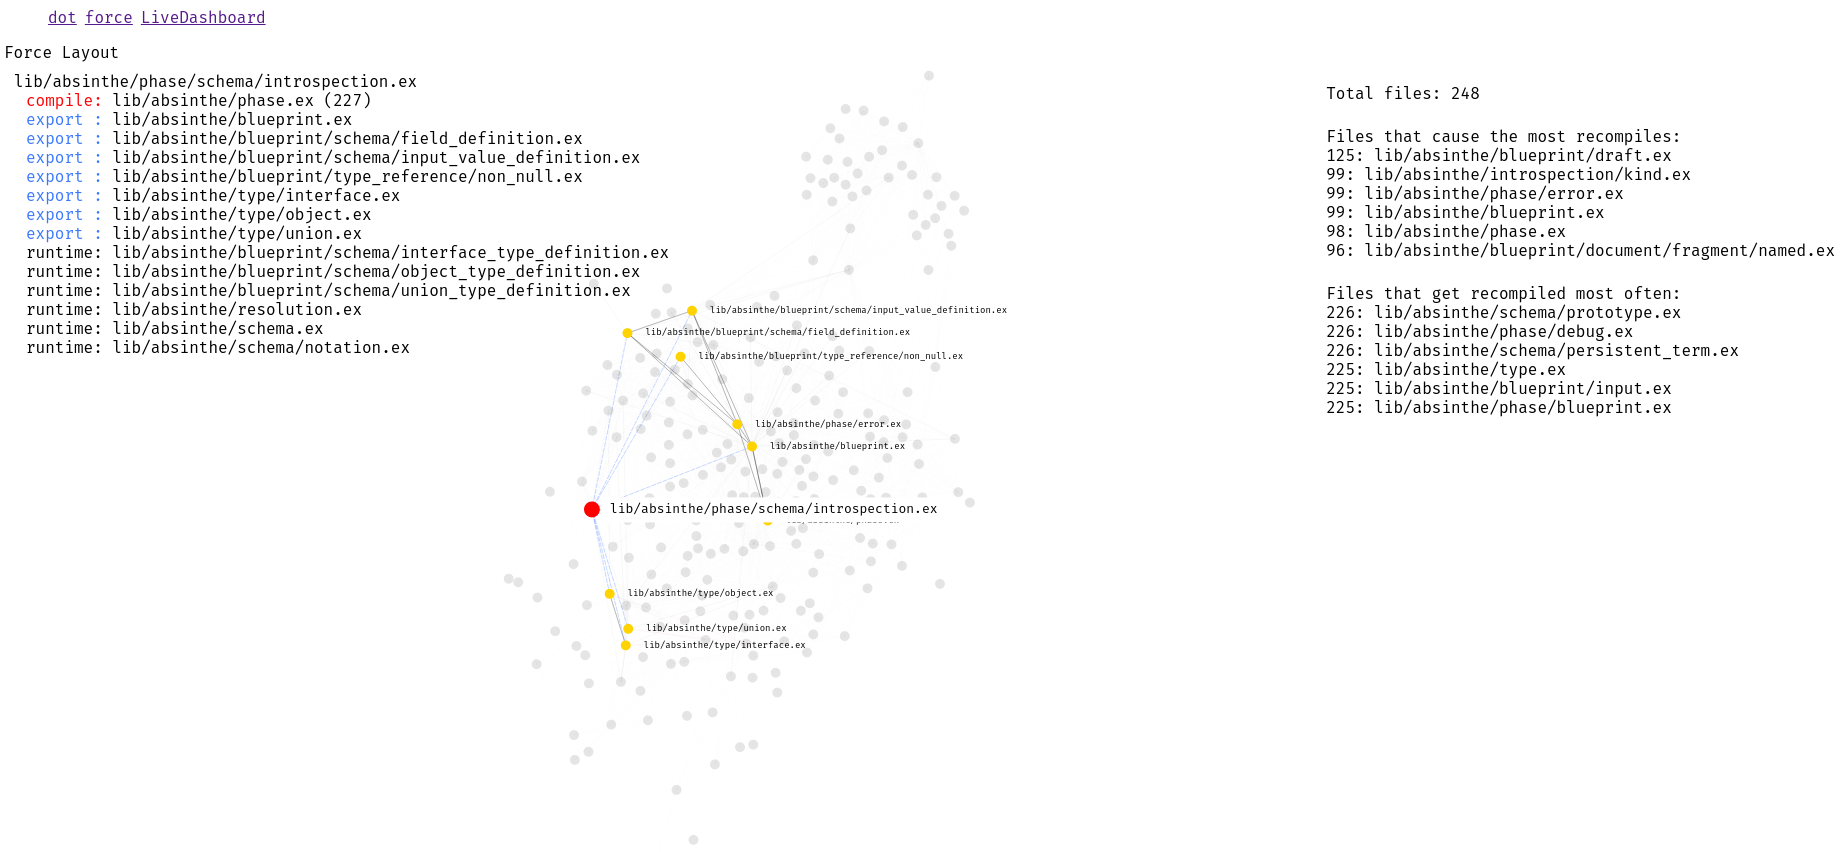 dot force LiveDashboard
Force Layout
lib/absinthe/phase/schema/introspection.ex
compile: lib/absinthe/phase.ex (227)
export : lib/absinthe/blueprint.ex
export : lib/absinthe/blueprint/schema/field_definition.ex
export : lib/absinthe/blueprint/schema/input_value_definition.ex
export : lib/absinthe/blueprint/type_reference/non_null.ex
export : lib/absinthe/type/interface.ex
export : lib/absinthe/type/object.ex
export : lib/absinthe/type/union.ex
runtime: lib/absinthe/blueprint/schema/interface_type_definition.ex
runtime: lib/absinthe/blueprint/schema/object_type_definition.ex
runtime: lib/absinthe/blueprint/schema/union_type_definition.ex
runtime: lib/absinthe/resolution.ex
runtime: lib/absinthe/schema.ex
runtime: lib/absinthe/schema/notation.ex
lib/absinthe/blueprint/schema/input_value_definition.ex
lib/absinthe/blueprint/schema/field_definition.ex
lib/absinthe/blueprint/type_reference/non_null.ex
lib/absinthe/phase/error.ex
lib/absinthe/blueprint.ex
lib/absinthe/phase/schema/introspection.ex
lib/absinthe/type/object.ex
lib/absinthe/type/union.ex
lib/absinthe/type/interface.ex
Total files: 248
Files that cause the most recompiles:
125: lib/absinthe/blueprint/draft.ex
99: lib/absinthe/introspection/kind.ex
99: lib/absinthe/phase/error.ex
99: lib/absinthe/blueprint.ex
98: lib/absinthe/phase.ex
96: lib/absinthe/blueprint/document/fragment/named.ex
Files that get recompiled most often:
226: lib/absinthe/schema/prototype.ex
226: lib/absinthe/phase/debug.ex
226: lib/absinthe/schema/persistent_term.ex
225: lib/absinthe/type.ex
225: lib/absinthe/blueprint/input.ex
225: lib/absinthe/phase/blueprint.ex